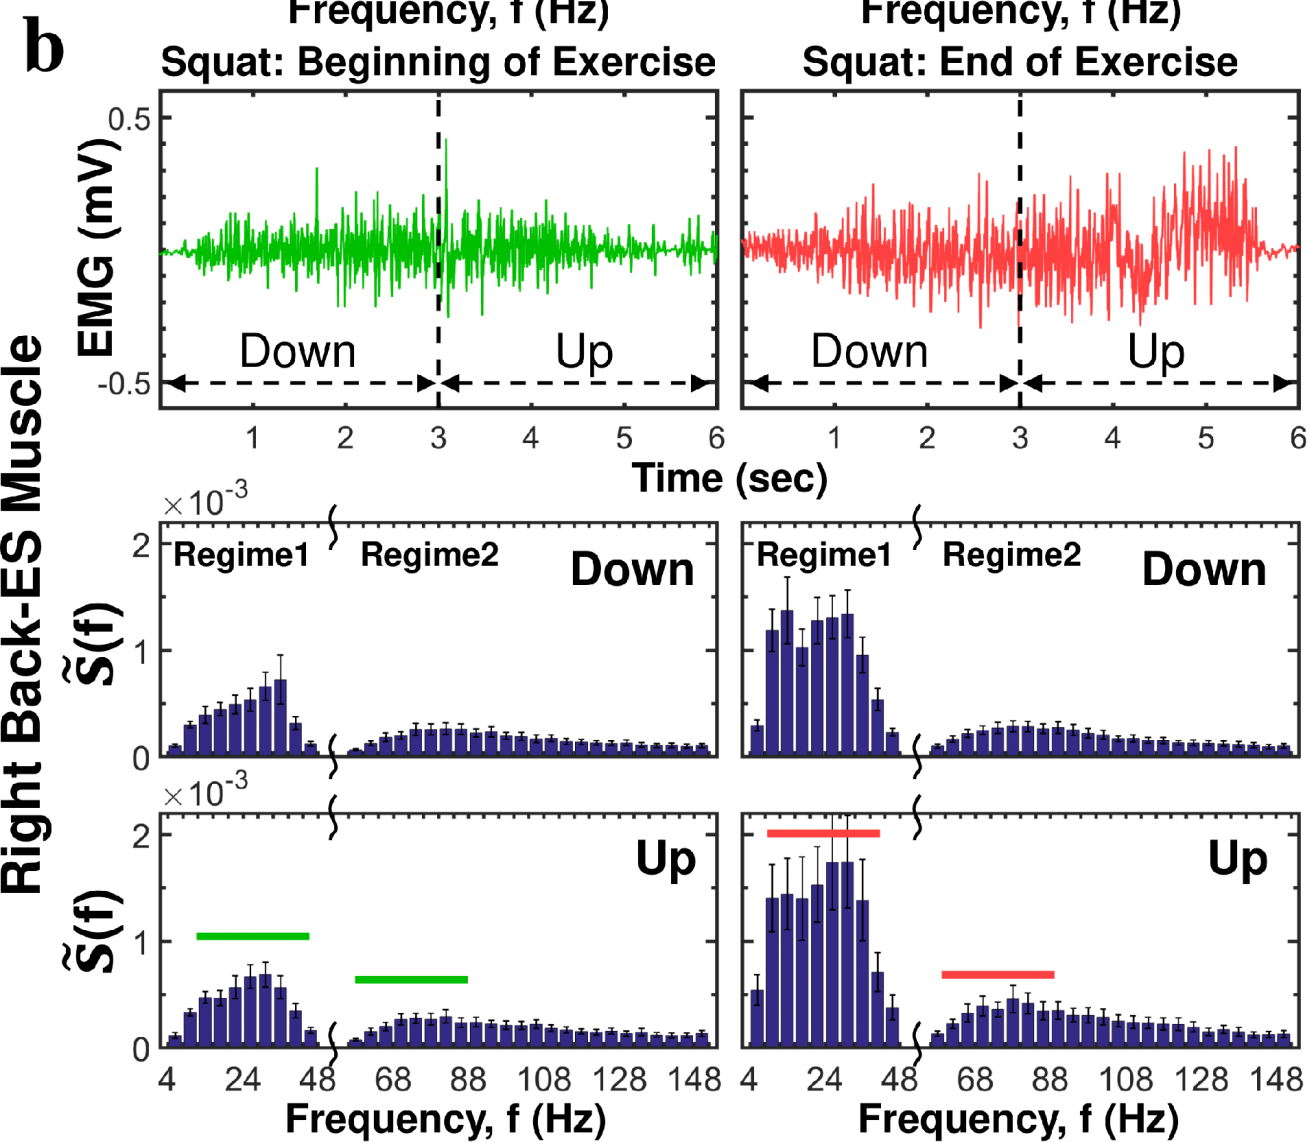 Frequency, f (Hz) Frequency, f (Hz)
b
Squat: Beginning of Exercise Squat: End of Exercise
Right Back-ES Muscle
EMG (mV)
0.5
-0.5
Down Up Down Up
1 2 3 4 5 6 1 2 3 4 5 6
Time (sec)
×10⁻³
S̃(f)
2
1
0
Regime1 Regime2 Down Regime1 Regime2 Down
×10⁻³
S̃(f)
2
1
0
Up Up
4 24 48 68 88 108 128 148 4 24 48 68 88 108 128 148
Frequency, f (Hz) Frequency, f (Hz)